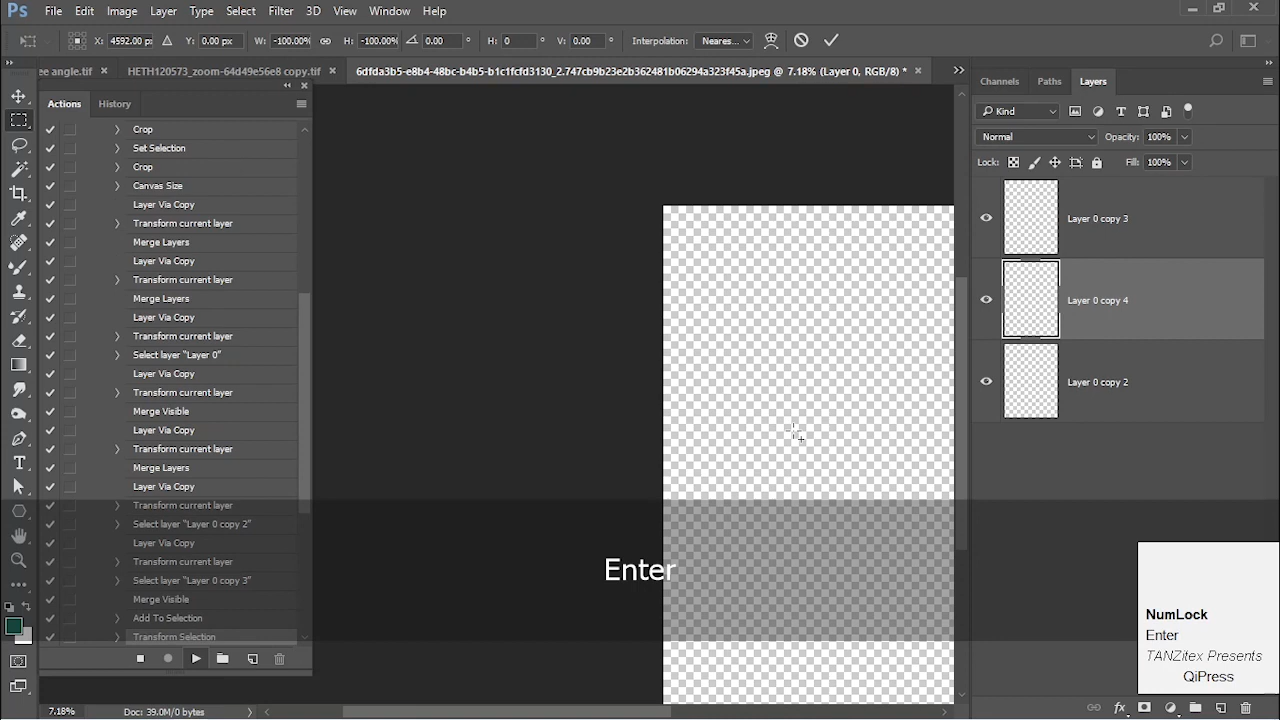 Ps File Edit Image Layer Type Select Filter 3D View Window Help
X: 4592.00 px Y: 0.00 px W: -100.00% H: -100.00% 0.00 ° H: 0 ° V: 0.00 ° Interpolation: Neares...
ee angle.tif × HETH120573_zoom-64d49e56e8 copy.tif × 6dfda3b5-e8b4-48bc-b4b5-b1c1fcfd3130_2.747cb9b23e2b362481b06294a323f45a.jpeg @ 7.18% (Layer 0, RGB/8) * ×
Actions History
Crop
Set Selection
Crop
Canvas Size
Layer Via Copy
Transform current layer
Merge Layers
Layer Via Copy
Transform current layer
Merge Layers
Layer Via Copy
Transform current layer
Select layer “Layer 0”
Layer Via Copy
Transform current layer
Merge Visible
Layer Via Copy
Transform current layer
Merge Layers
Layer Via Copy
Transform current layer
Select layer “Layer 0 copy 2”
Layer Via Copy
Transform current layer
Select layer “Layer 0 copy 3”
Merge Visible
Add To Selection
Transform Selection
Enter
Channels Paths Layers
Kind
Normal Opacity: 100%
Lock: Fill: 100%
Layer 0 copy 3
Layer 0 copy 4
Layer 0 copy 2
NumLock
Enter
TANZitex Presents
QiPress
7.18% Doc: 39.0M/0 bytes